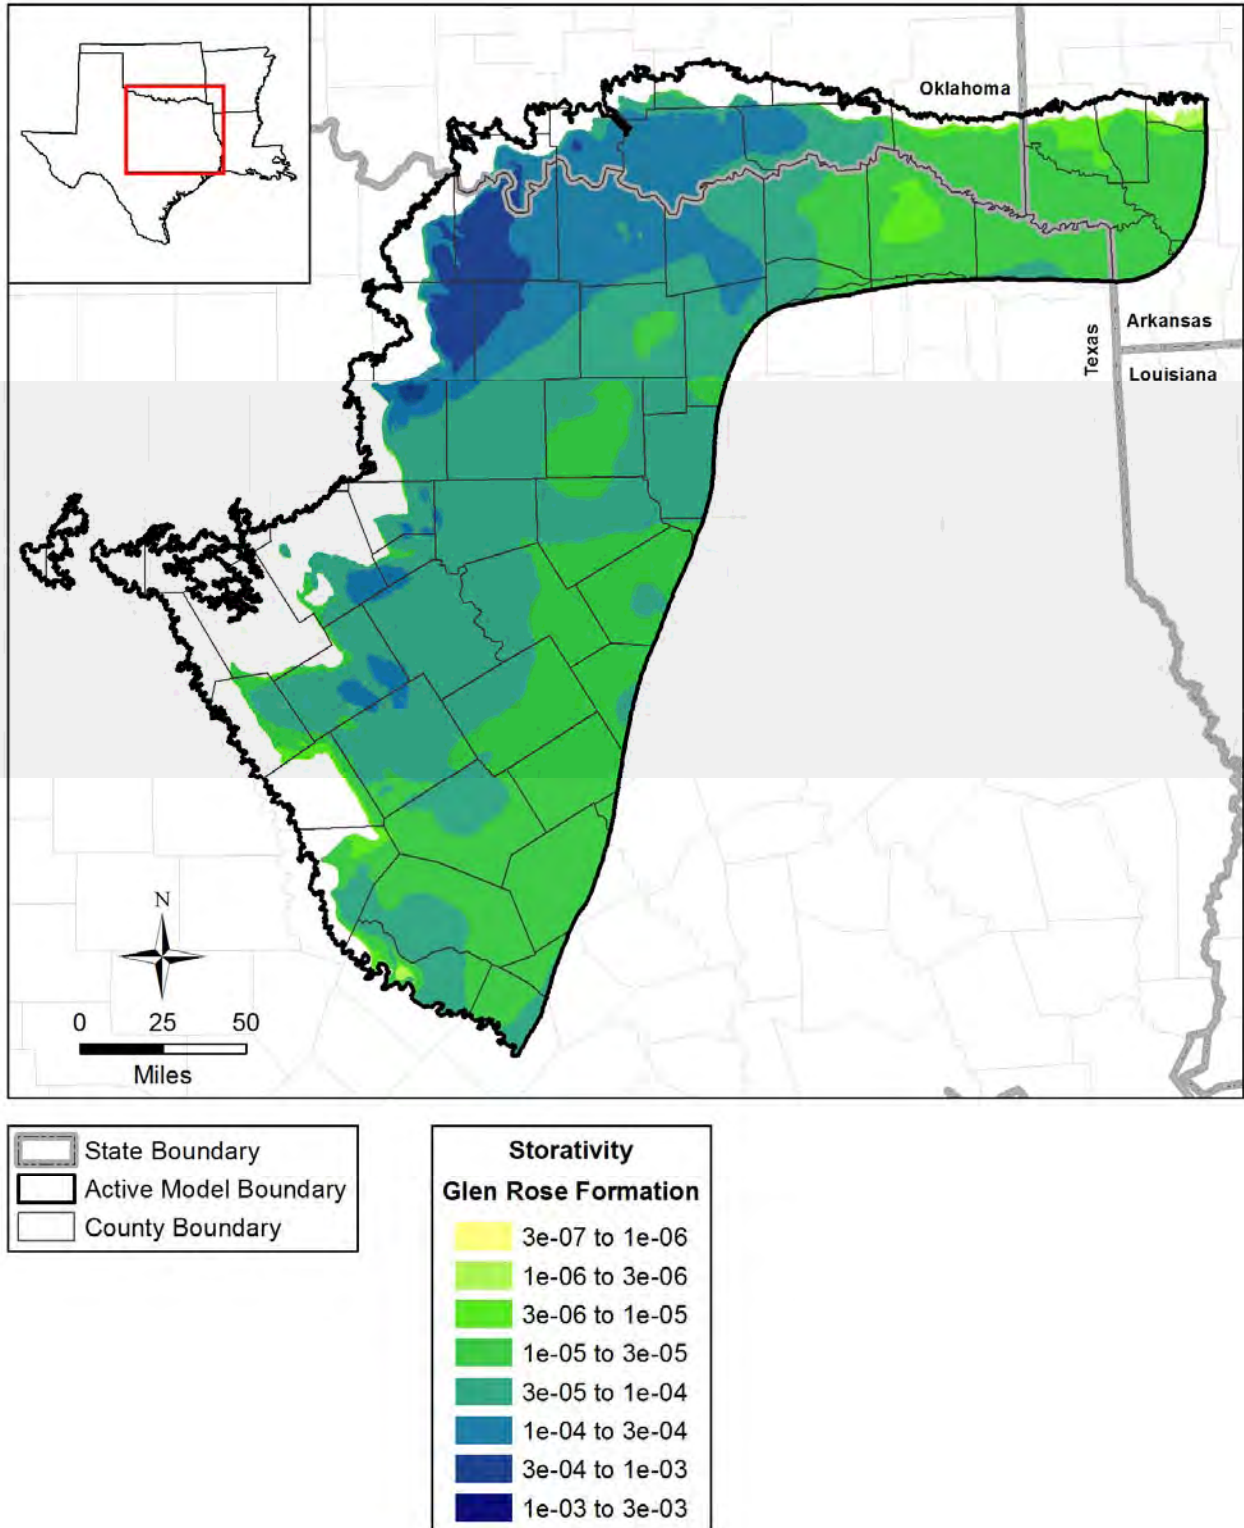 Oklahoma
Texas
Arkansas
Louisiana
N
0 25 50
Miles
State Boundary
Active Model Boundary
County Boundary
Storativity
Glen Rose Formation
3e-07 to 1e-06
1e-06 to 3e-06
3e-06 to 1e-05
1e-05 to 3e-05
3e-05 to 1e-04
1e-04 to 3e-04
3e-04 to 1e-03
1e-03 to 3e-03